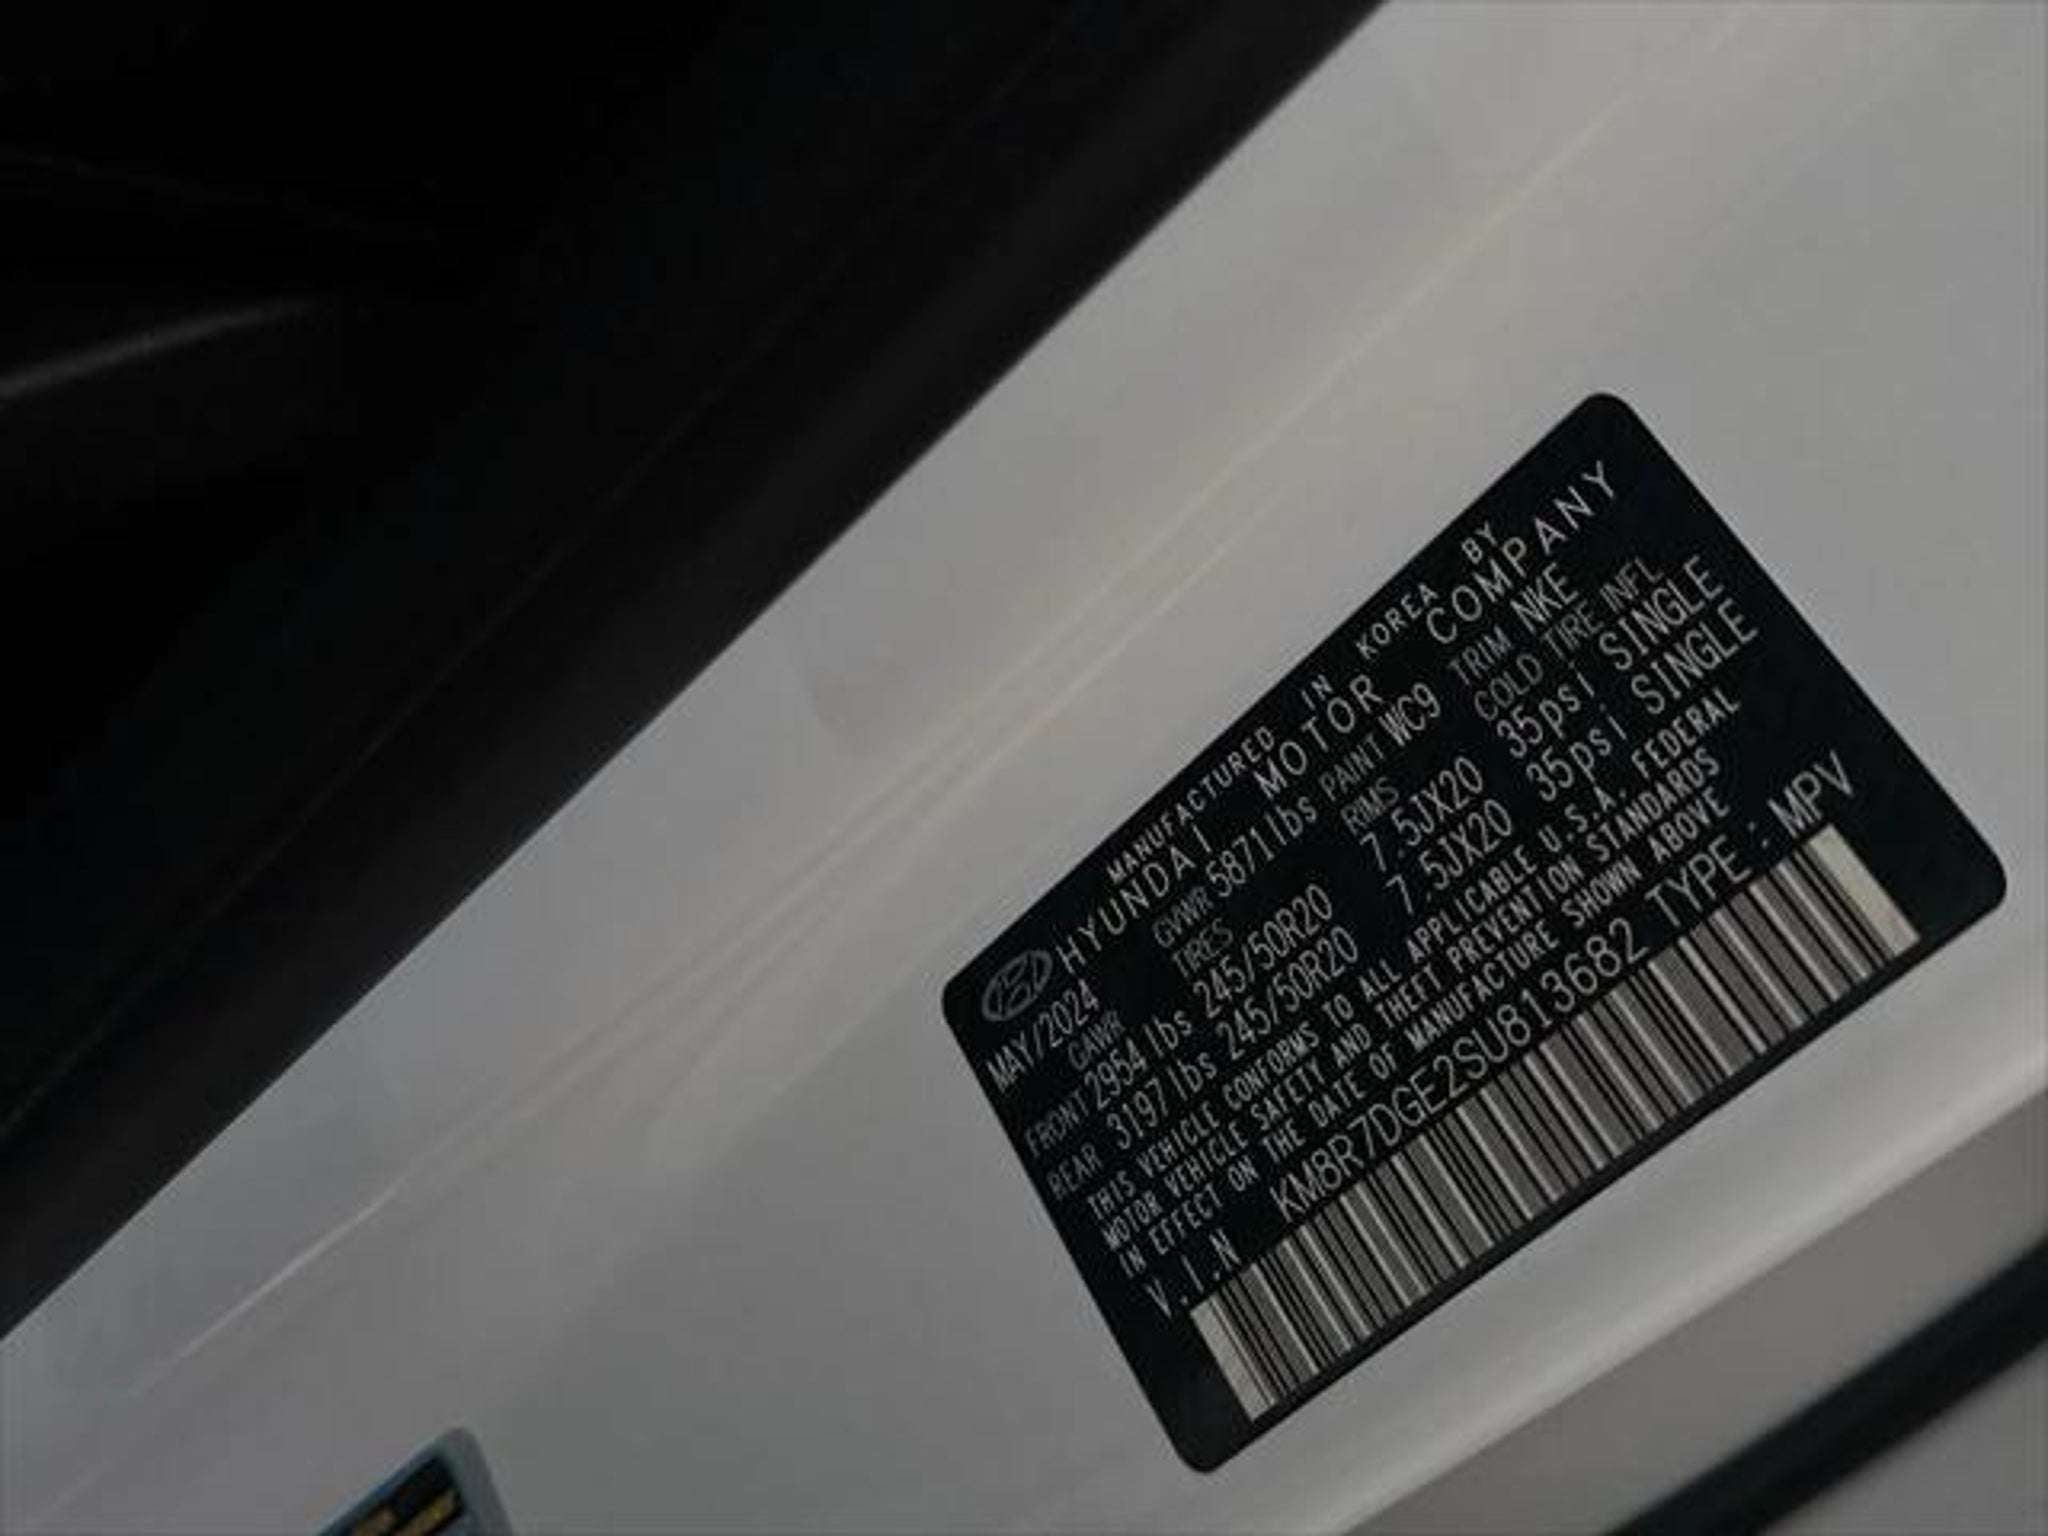 MANUFACTURED IN KOREA BY
HYUNDAI MOTOR COMPANY
MAY/2024 GVWR 5871lbs PAINT WC9 TRIM NKE
GAWR TIRES RIMS COLD TIRE INFL
FRONT 2954lbs 245/50R20 7.5JX20 35psi SINGLE
REAR 3197lbs 245/50R20 7.5JX20 35psi SINGLE
THIS VEHICLE CONFORMS TO ALL APPLICABLE U.S.A. FEDERAL
MOTOR VEHICLE SAFETY AND THEFT PREVENTION STANDARDS
IN EFFECT ON THE DATE OF MANUFACTURE SHOWN ABOVE
V.I.N KM8R7DGE2SU813682 TYPE : MPV